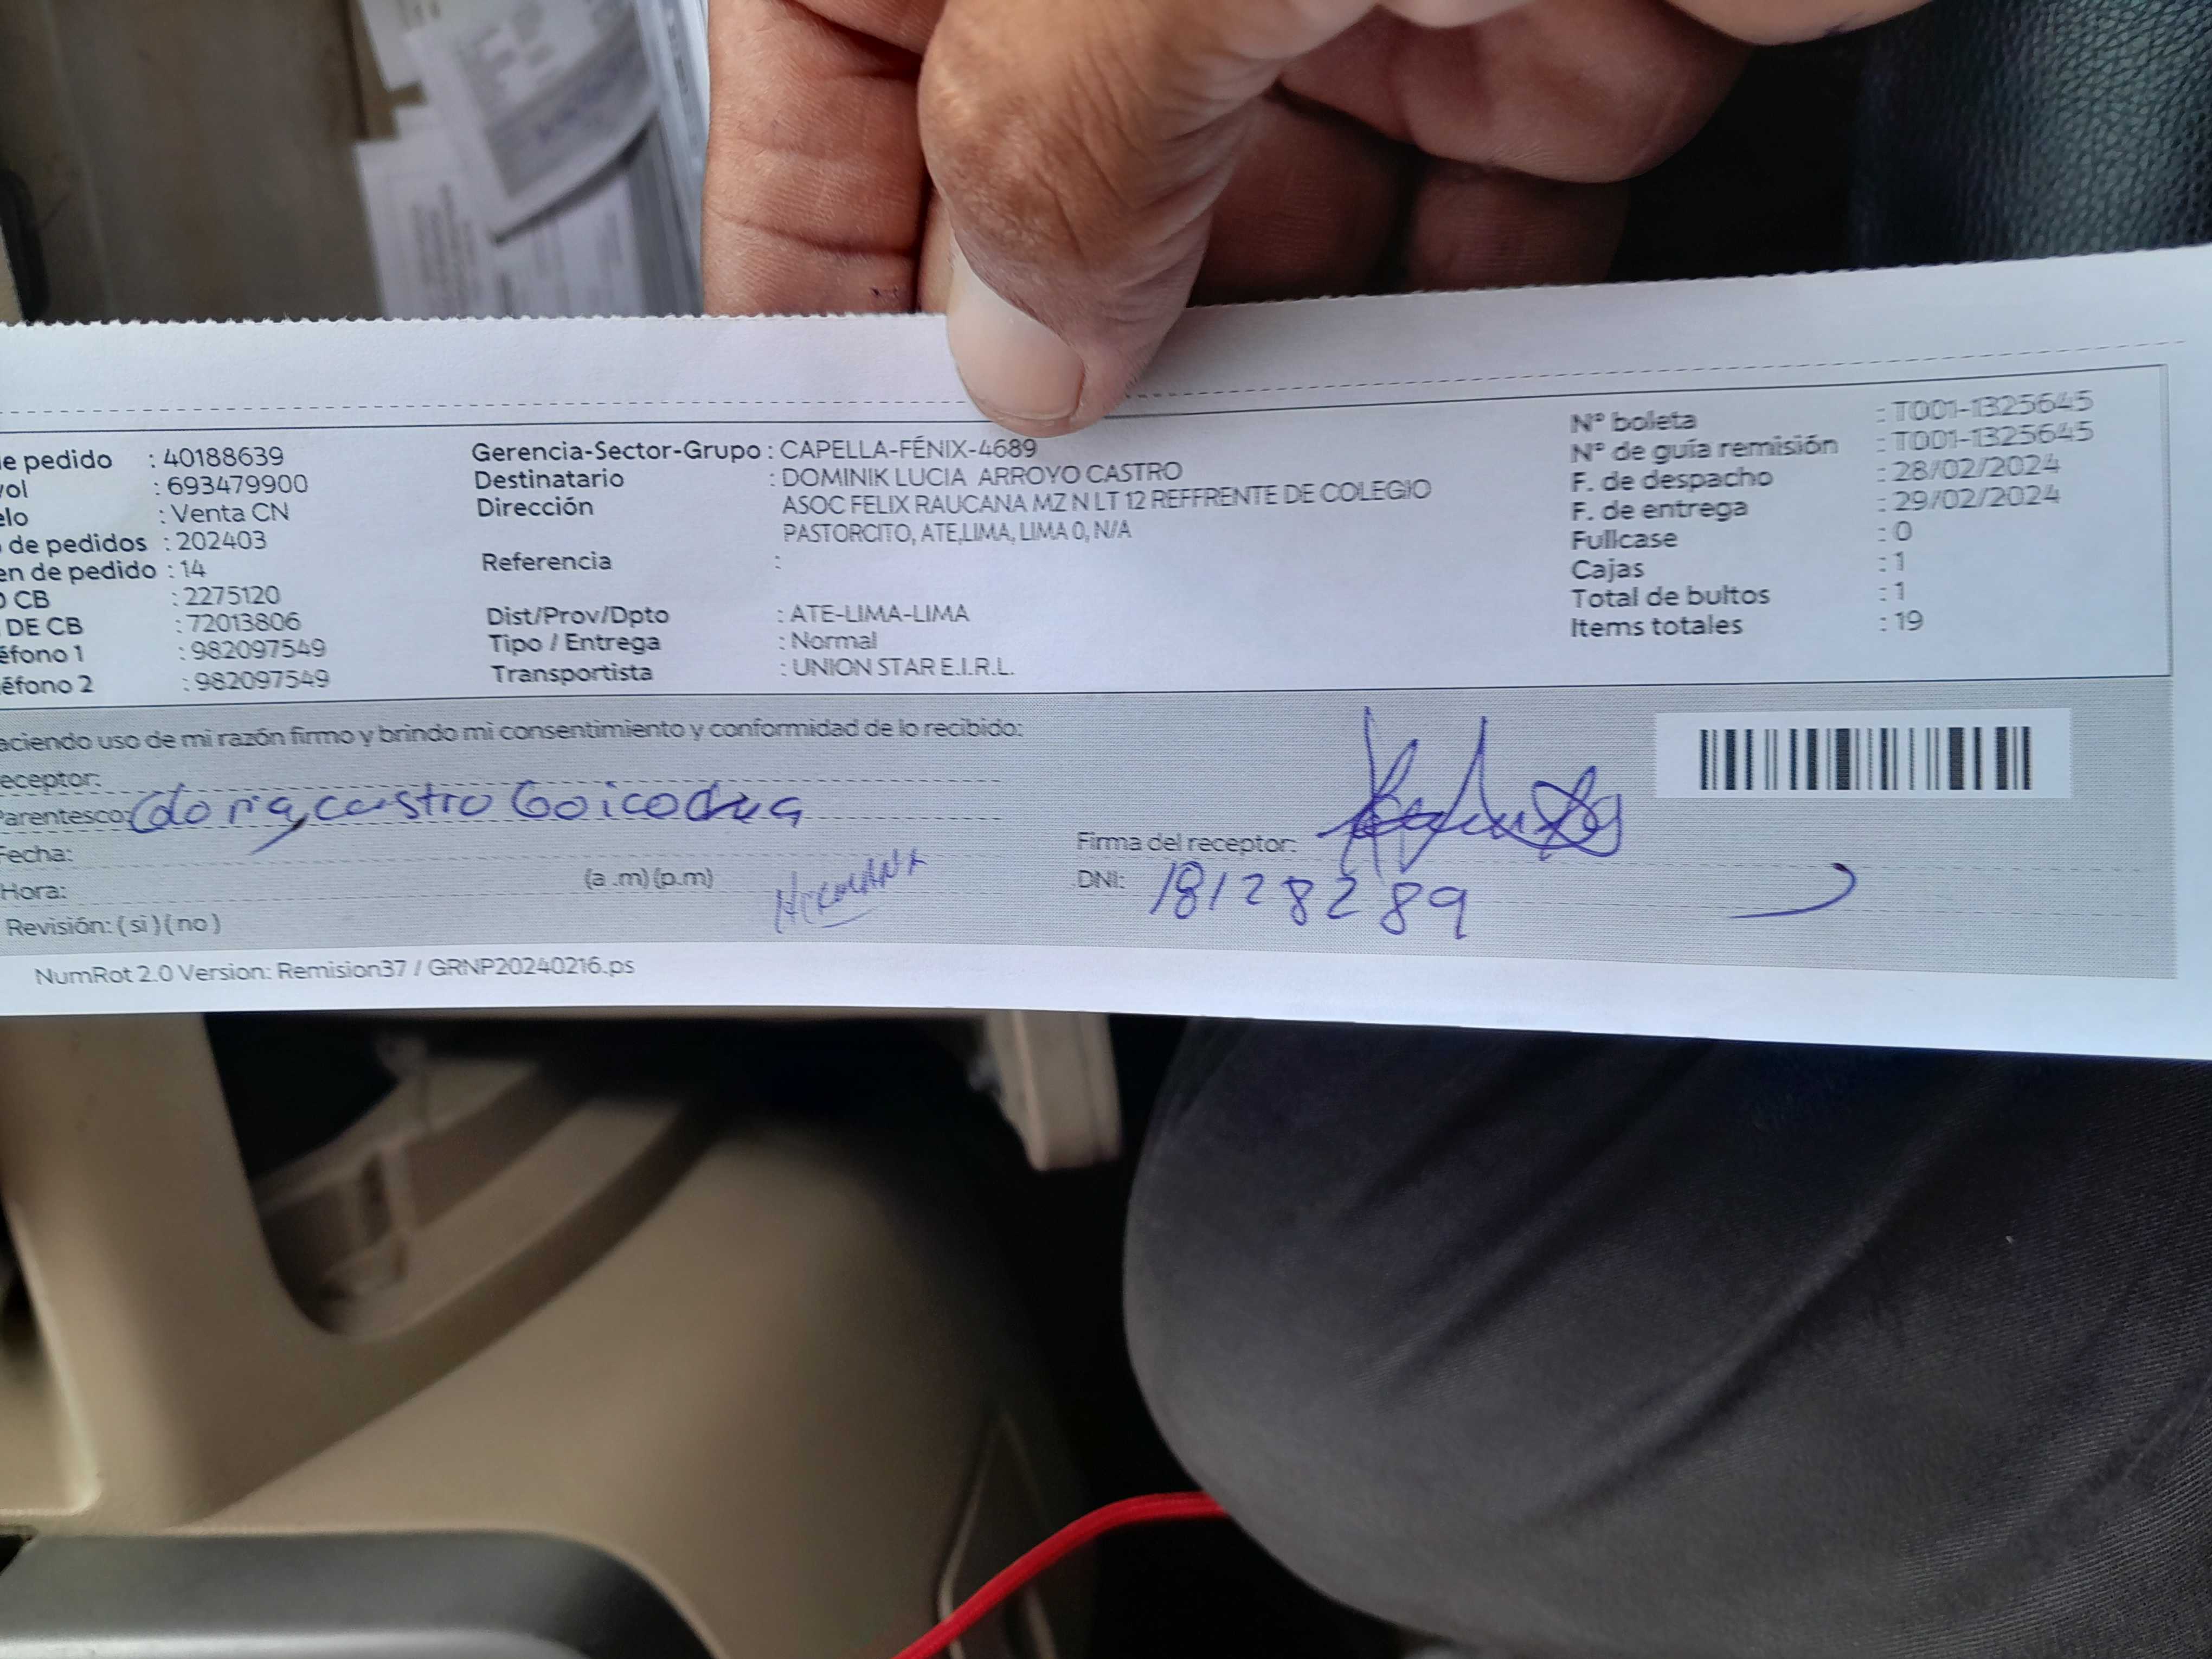 e pedido : 40188639
ol : 693479900
elo : Venta CN
de pedidos : 202403
en de pedido : 14
CB : 2275120
DE CB : 72013806
éfono 1 : 982097549
éfono 2 : 982097549
Gerencia-Sector-Grupo : CAPELLA-FÉNIX-4689
Destinatario : DOMINIK LUCIA ARROYO CASTRO
Dirección ASOC FELIX RAUCANA MZ N LT 12 REFFRENTE DE COLEGIO
PASTORCITO, ATE,LIMA, LIMA 0, N/A
Referencia :
Dist/Prov/Dpto : ATE-LIMA-LIMA
Tipo / Entrega : Normal
Transportista : UNION STAR E.I.R.L.
Nº boleta : T001-1325645
Nº de guía remisión : T001-1325645
F. de despacho : 28/02/2024
F. de entrega : 29/02/2024
Fullcase : 0
Cajas : 1
Total de bultos : 1
Items totales : 19
aciendo uso de mi razón firmo y brindo mi consentimiento y conformidad de lo recibido:
eceptor:
Parentesco: castro
Fecha:
Hora: (a .m) (p.m)
Revisión: ( si ) ( no )
Firma del receptor:
DNI: 18128289
NumRot 2.0 Version: Remision37 / GRNP20240216.ps